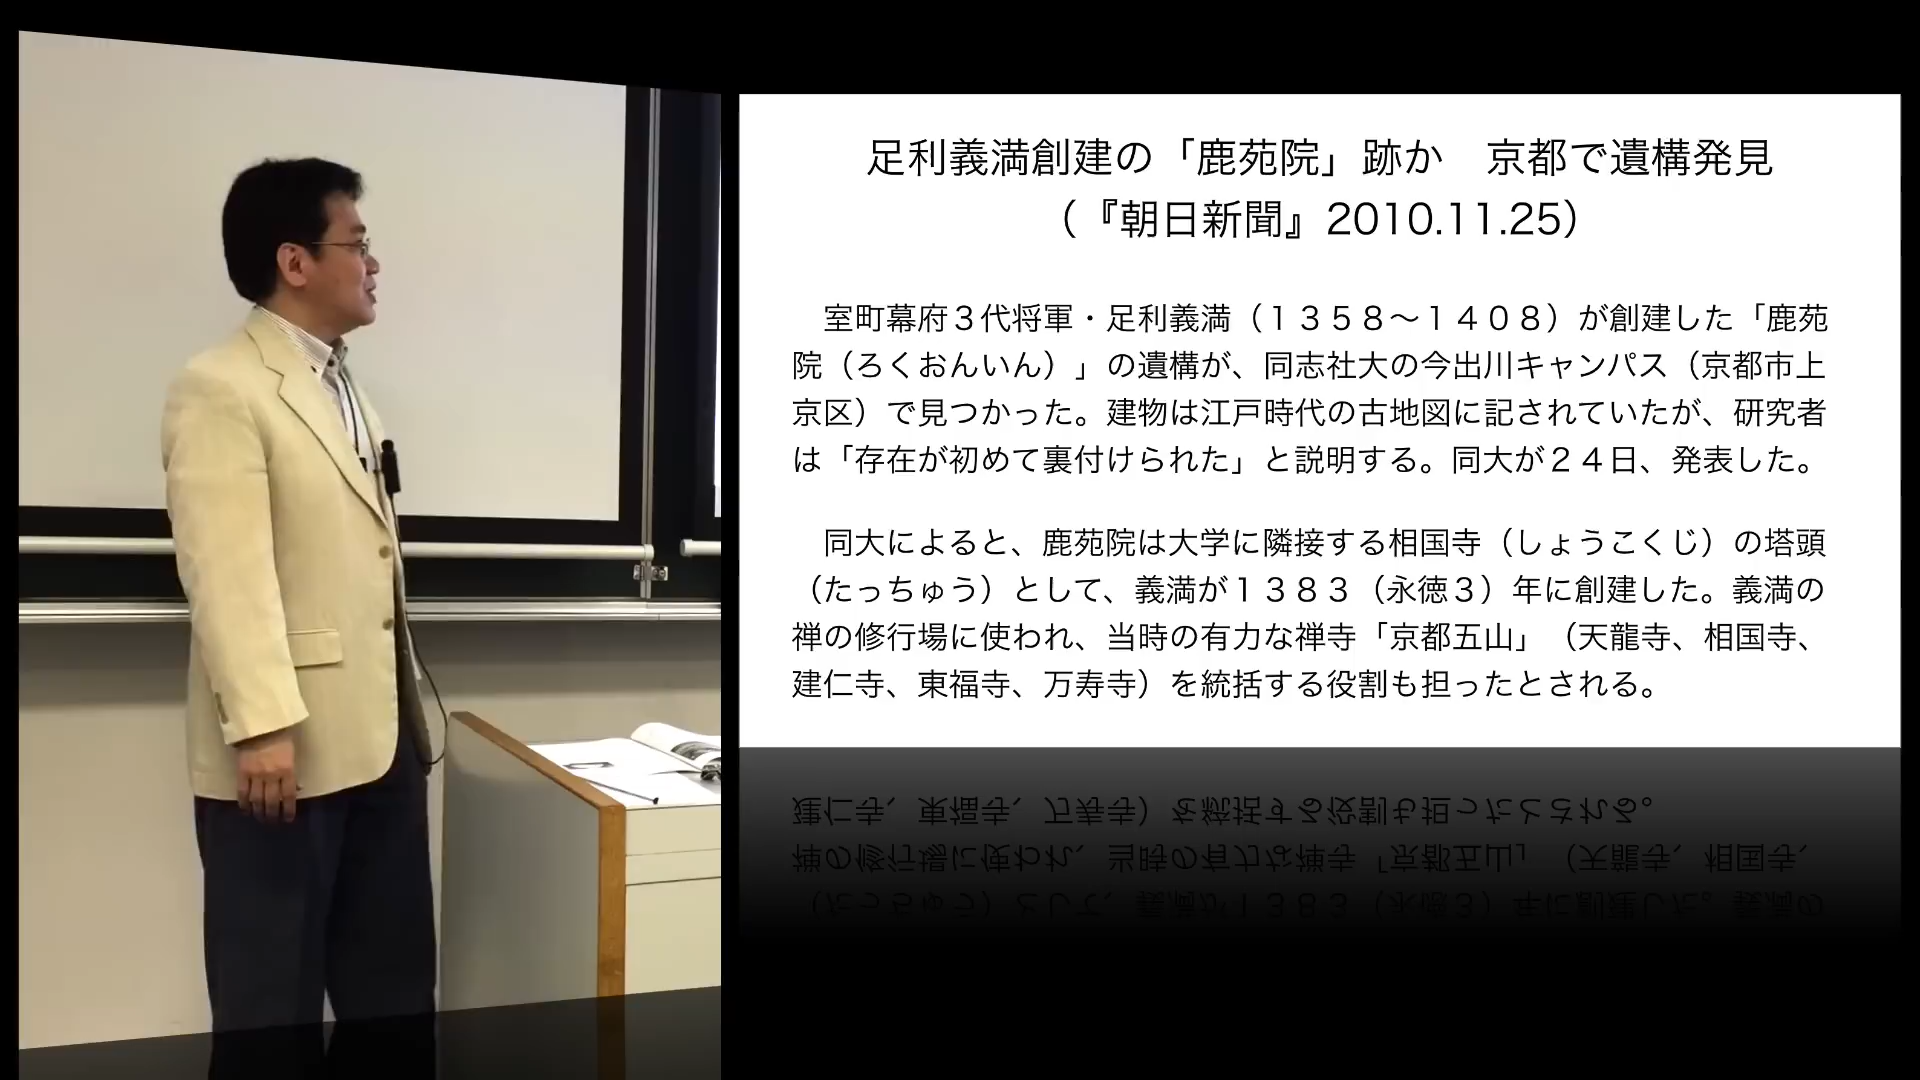 足利義満創建の「鹿苑院」跡か　京都で遺構発見
（『朝日新聞』2010.11.25）
室町幕府３代将軍・足利義満（１３５８～１４０８）が創建した「鹿苑
院（ろくおんいん）」の遺構が、同志社大の今出川キャンパス（京都市上
京区）で見つかった。建物は江戸時代の古地図に記されていたが、研究者
は「存在が初めて裏付けられた」と説明する。同大が２４日、発表した。
同大によると、鹿苑院は大学に隣接する相国寺（しょうこくじ）の塔頭
（たっちゅう）として、義満が１３８３（永徳３）年に創建した。義満の
禅の修行場に使われ、当時の有力な禅寺「京都五山」（天龍寺、相国寺、
建仁寺、東福寺、万寿寺）を統括する役割も担ったとされる。